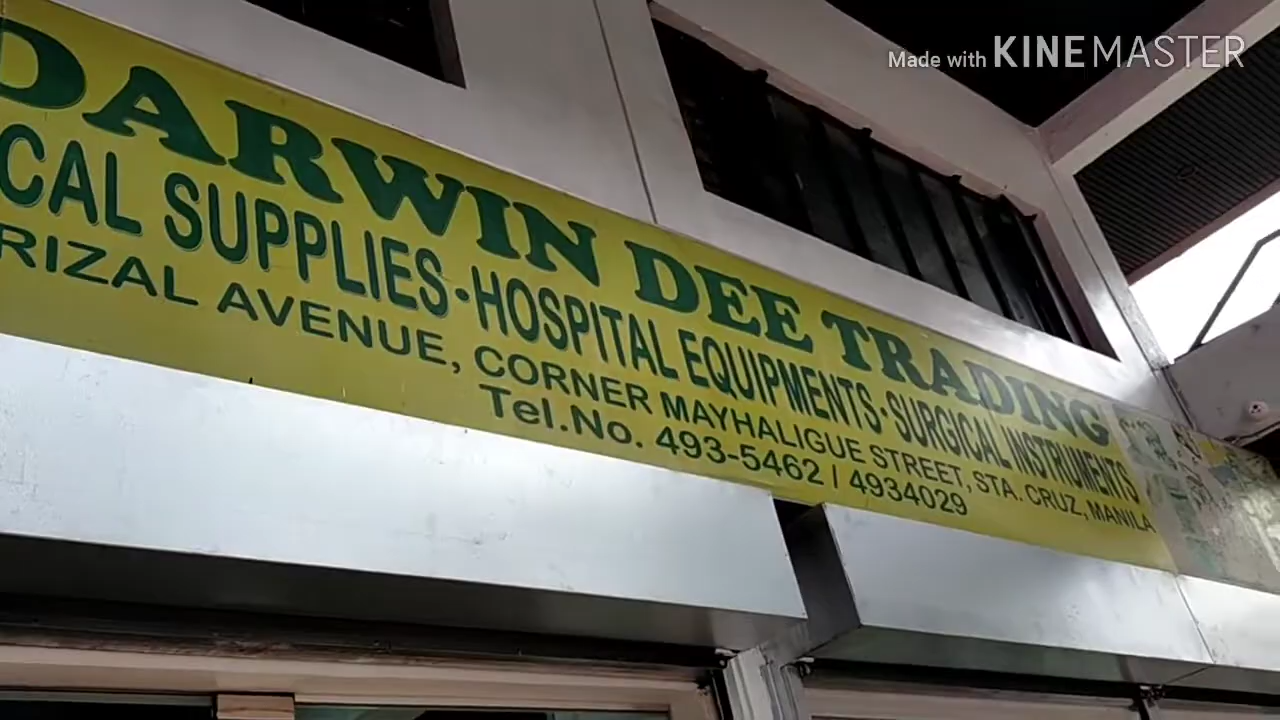 Made with KINEMASTER
DARWIN DEE TRADING
CAL SUPPLIES·HOSPITAL EQUIPMENTS·SURGICAL INSTRUMENTS
RIZAL AVENUE, CORNER MAYHALIGUE STREET, STA. CRUZ, MANILA
Tel.No. 493-5462 / 4934029